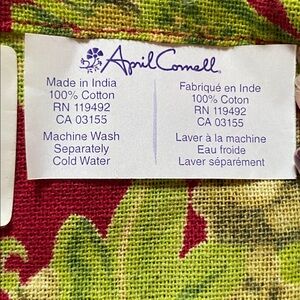 April Cornell
Made in India
100% Cotton
RN 119492
CA 03155
Machine Wash
Separately
Cold Water
Fabriqué en Inde
100% Coton
RN 119492
CA 03155
Laver à la machine
Eau froide
Laver séparément